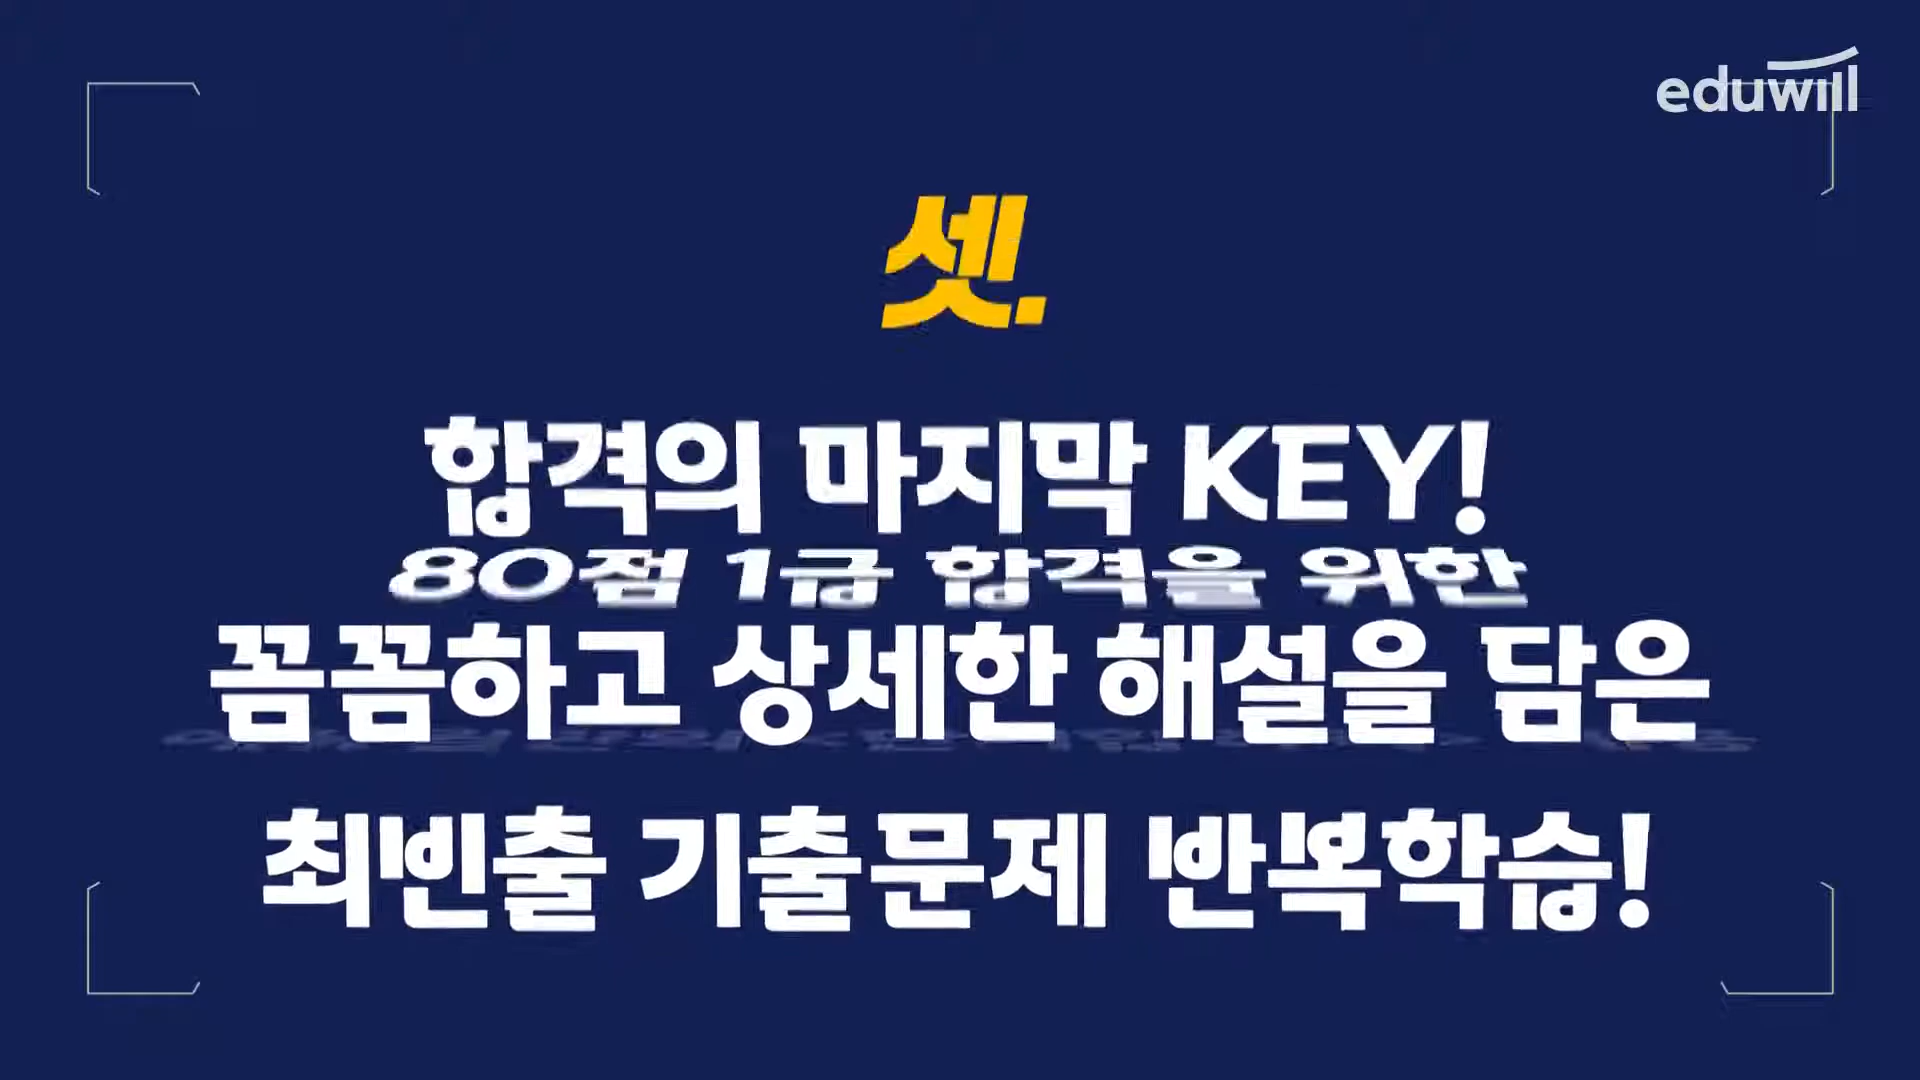 eduwill
셋.
합격의 마지막 KEY!
80점 1급 합격을 위한
꼼꼼하고 상세한 해설을 담은
최빈출 기출문제 반복학습!